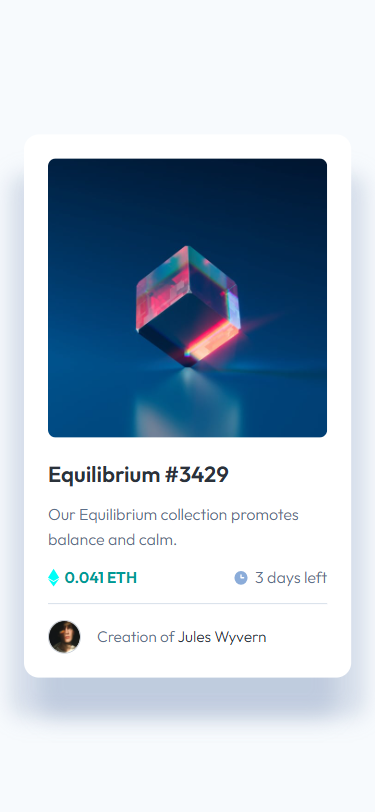 Equilibrium #3429
Our Equilibrium collection promotes
balance and calm.
0.041 ETH
3 days left
Creation of Jules Wyvern